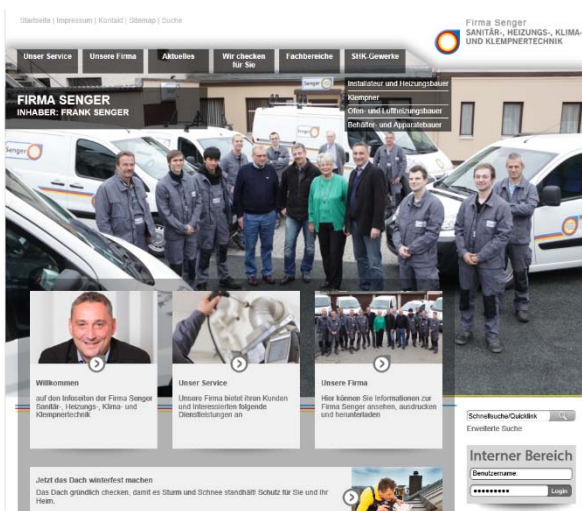 Startseite | Impressum | Kontakt | Sitemap | Suche
Firma Senger
SANITÄR-, HEIZUNGS-, KLIMA-
UND KLEMPNERTECHNIK
Unser Service
Unsere Firma
Aktuelles
Wir checken
für Sie
Fachbereiche
SHK-Gewerke
Installateur und Heizungsbauer
Klempner
Ofen- und Luftheizungsbauer
Behälter- und Apparatebauer
FIRMA SENGER
INHABER: FRANK SENGER
Senger
Senger
Willkommen
auf den Infoseiten der Firma Senger
Sanitär-, Heizungs-, Klima- und
Klempnertechnik
Unser Service
Unsere Firma bietet ihren Kunden
und Interessierten folgende
Dienstleistungen an
Unsere Firma
Hier können Sie Informationen zur
Firma Senger ansehen, ausdrucken
und herunterladen
Schnellsuche/Quicklink
Erweiterte Suche
Interner Bereich
Benutzername
Login
Jetzt das Dach winterfest machen
Das Dach gründlich checken, damit es Sturm und Schnee standhält! Schutz für Sie und Ihr
Heim.